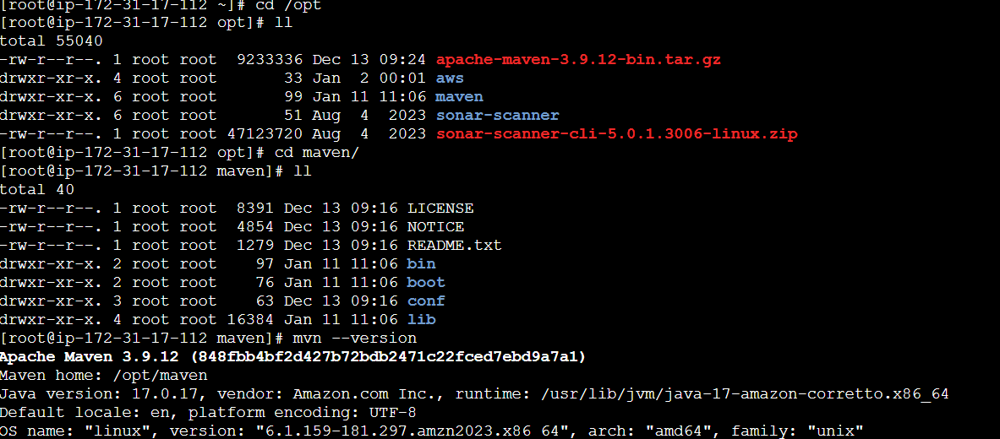 [root@ip-172-31-17-112 ~]# cd /opt
[root@ip-172-31-17-112 opt]# ll
total 55040
-rw-r--r--. 1 root root  9233336 Dec 13 09:24 apache-maven-3.9.12-bin.tar.gz
drwxr-xr-x. 4 root root       33 Jan  2 00:01 aws
drwxr-xr-x. 6 root root       99 Jan 11 11:06 maven
drwxr-xr-x. 6 root root       51 Aug  4  2023 sonar-scanner
-rw-r--r--. 1 root root 47123720 Aug  4  2023 sonar-scanner-cli-5.0.1.3006-linux.zip
[root@ip-172-31-17-112 opt]# cd maven/
[root@ip-172-31-17-112 maven]# ll
total 40
-rw-r--r--. 1 root root  8391 Dec 13 09:16 LICENSE
-rw-r--r--. 1 root root  4854 Dec 13 09:16 NOTICE
-rw-r--r--. 1 root root  1279 Dec 13 09:16 README.txt
drwxr-xr-x. 2 root root    97 Jan 11 11:06 bin
drwxr-xr-x. 2 root root    76 Jan 11 11:06 boot
drwxr-xr-x. 3 root root    63 Dec 13 09:16 conf
drwxr-xr-x. 4 root root 16384 Jan 11 11:06 lib
[root@ip-172-31-17-112 maven]# mvn --version
Apache Maven 3.9.12 (848fbb4bf2d427b72bdb2471c22fced7ebd9a7a1)
Maven home: /opt/maven
Java version: 17.0.17, vendor: Amazon.com Inc., runtime: /usr/lib/jvm/java-17-amazon-corretto.x86_64
Default locale: en, platform encoding: UTF-8
OS name: "linux", version: "6.1.159-181.297.amzn2023.x86_64", arch: "amd64", family: "unix"